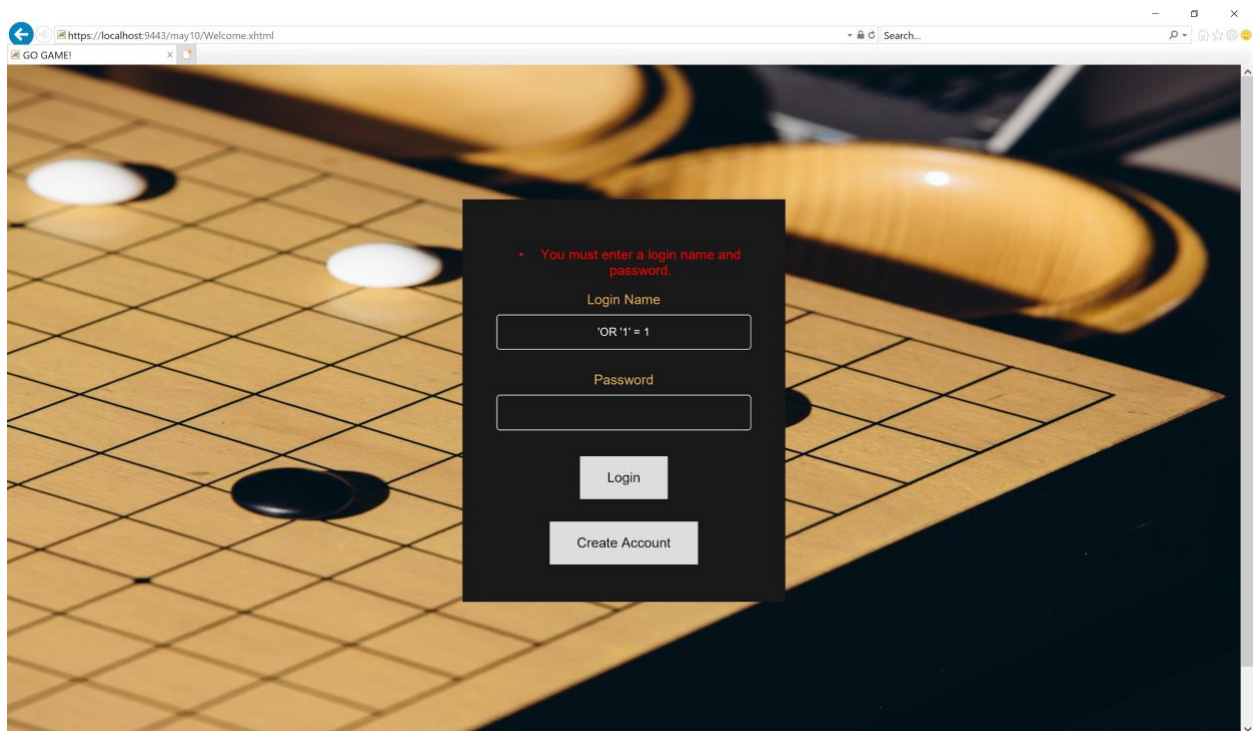 https://localhost:9443/may10/Welcome.xhtml
Search...
GO GAME!
• You must enter a login name and
password.
Login Name
'OR '1' = 1
Password
Login
Create Account